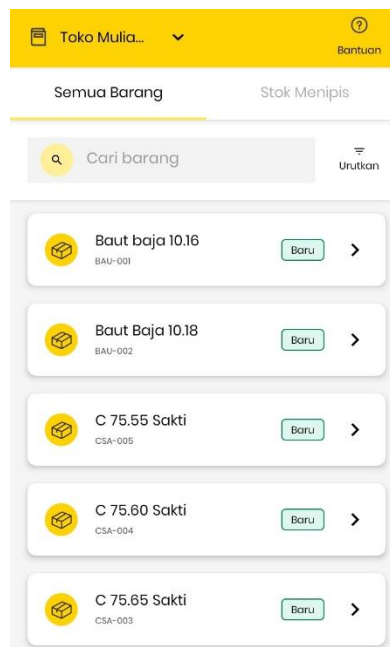 Toko Mulia...
Bantuan
Semua Barang Stok Menipis
Cari barang
Urutkan
Baut baja 10.16
BAU-001
Baru
Baut Baja 10.18
BAU-002
Baru
C 75.55 Sakti
CSA-005
Baru
C 75.60 Sakti
CSA-004
Baru
C 75.65 Sakti
CSA-003
Baru